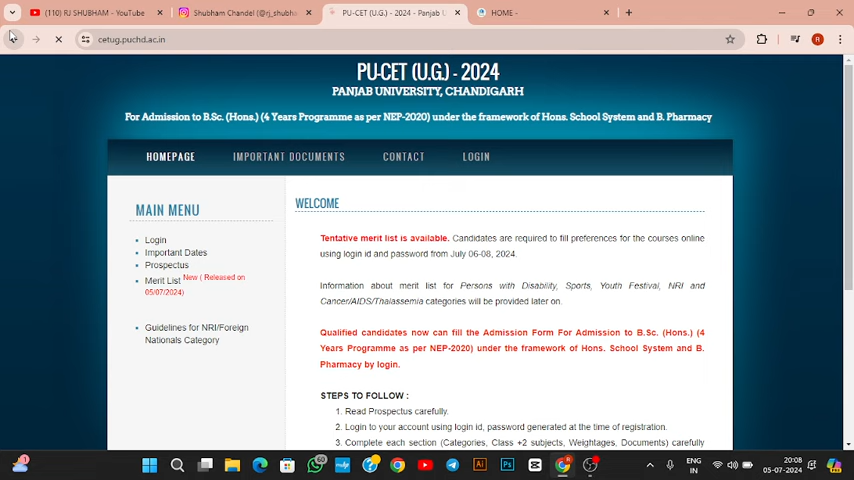 (110) RJ SHUBHAM - YouTube
Shubham Chandel (@rj_shubha
PU-CET (U.G.) - 2024 - Panjab U
HOME -
cetug.puchd.ac.in
R
PU-CET (U.G.) - 2024
PANJAB UNIVERSITY, CHANDIGARH
For Admission to B.Sc. (Hons.) (4 Years Programme as per NEP-2020) under the framework of Hons. School System and B. Pharmacy
HOMEPAGE IMPORTANT DOCUMENTS CONTACT LOGIN
MAIN MENU
Login
Important Dates
Prospectus
Merit List New ( Released on
05/07/2024)
Guidelines for NRI/Foreign
Nationals Category
WELCOME
Tentative merit list is available. Candidates are required to fill preferences for the courses online
using login id and password from July 06-08, 2024.
Information about merit list for Persons with Disability, Sports, Youth Festival, NRI and
Cancer/AIDS/Thalassemia categories will be provided later on.
Qualified candidates now can fill the Admission Form For Admission to B.Sc. (Hons.) (4
Years Programme as per NEP-2020) under the framework of Hons. School System and B.
Pharmacy by login.
STEPS TO FOLLOW :
1. Read Prospectus carefully.
2. Login to your account using login id, password generated at the time of registration.
3. Complete each section (Categories, Class +2 subjects, Weightages, Documents) carefully
Ai
Ps
ENG
IN
20:08
05-07-2024